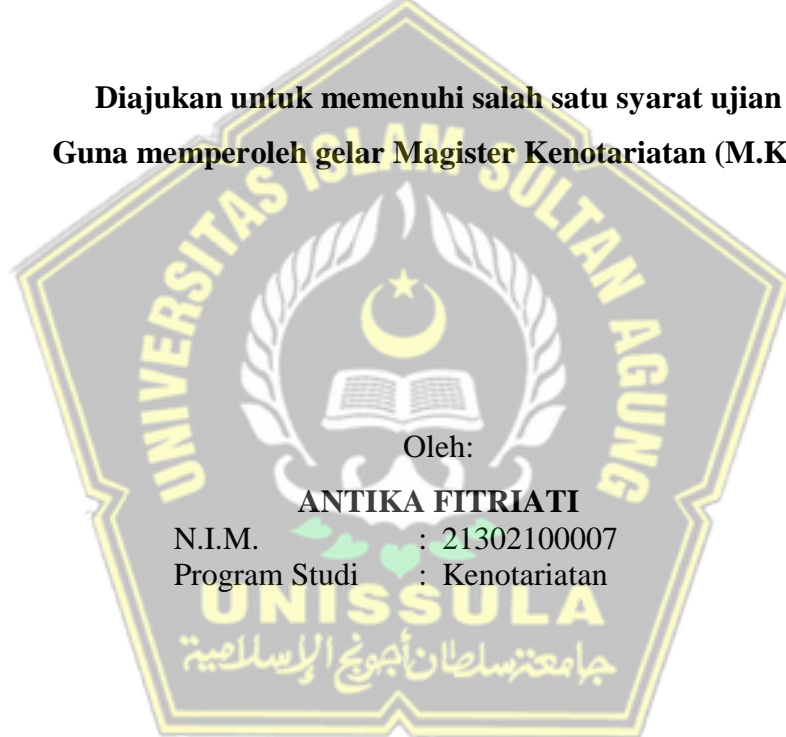 Diajukan untuk memenuhi salah satu syarat ujian
Guna memperoleh gelar Magister Kenotariatan (M.K
UNIVERSITAS ISLAM SULTAN AGUNG
Oleh:
ANTIKA FITRIATI
N.I.M. : 21302100007
Program Studi : Kenotariatan
UNISSULA
جامعة سلطان أجونج الإسلامية